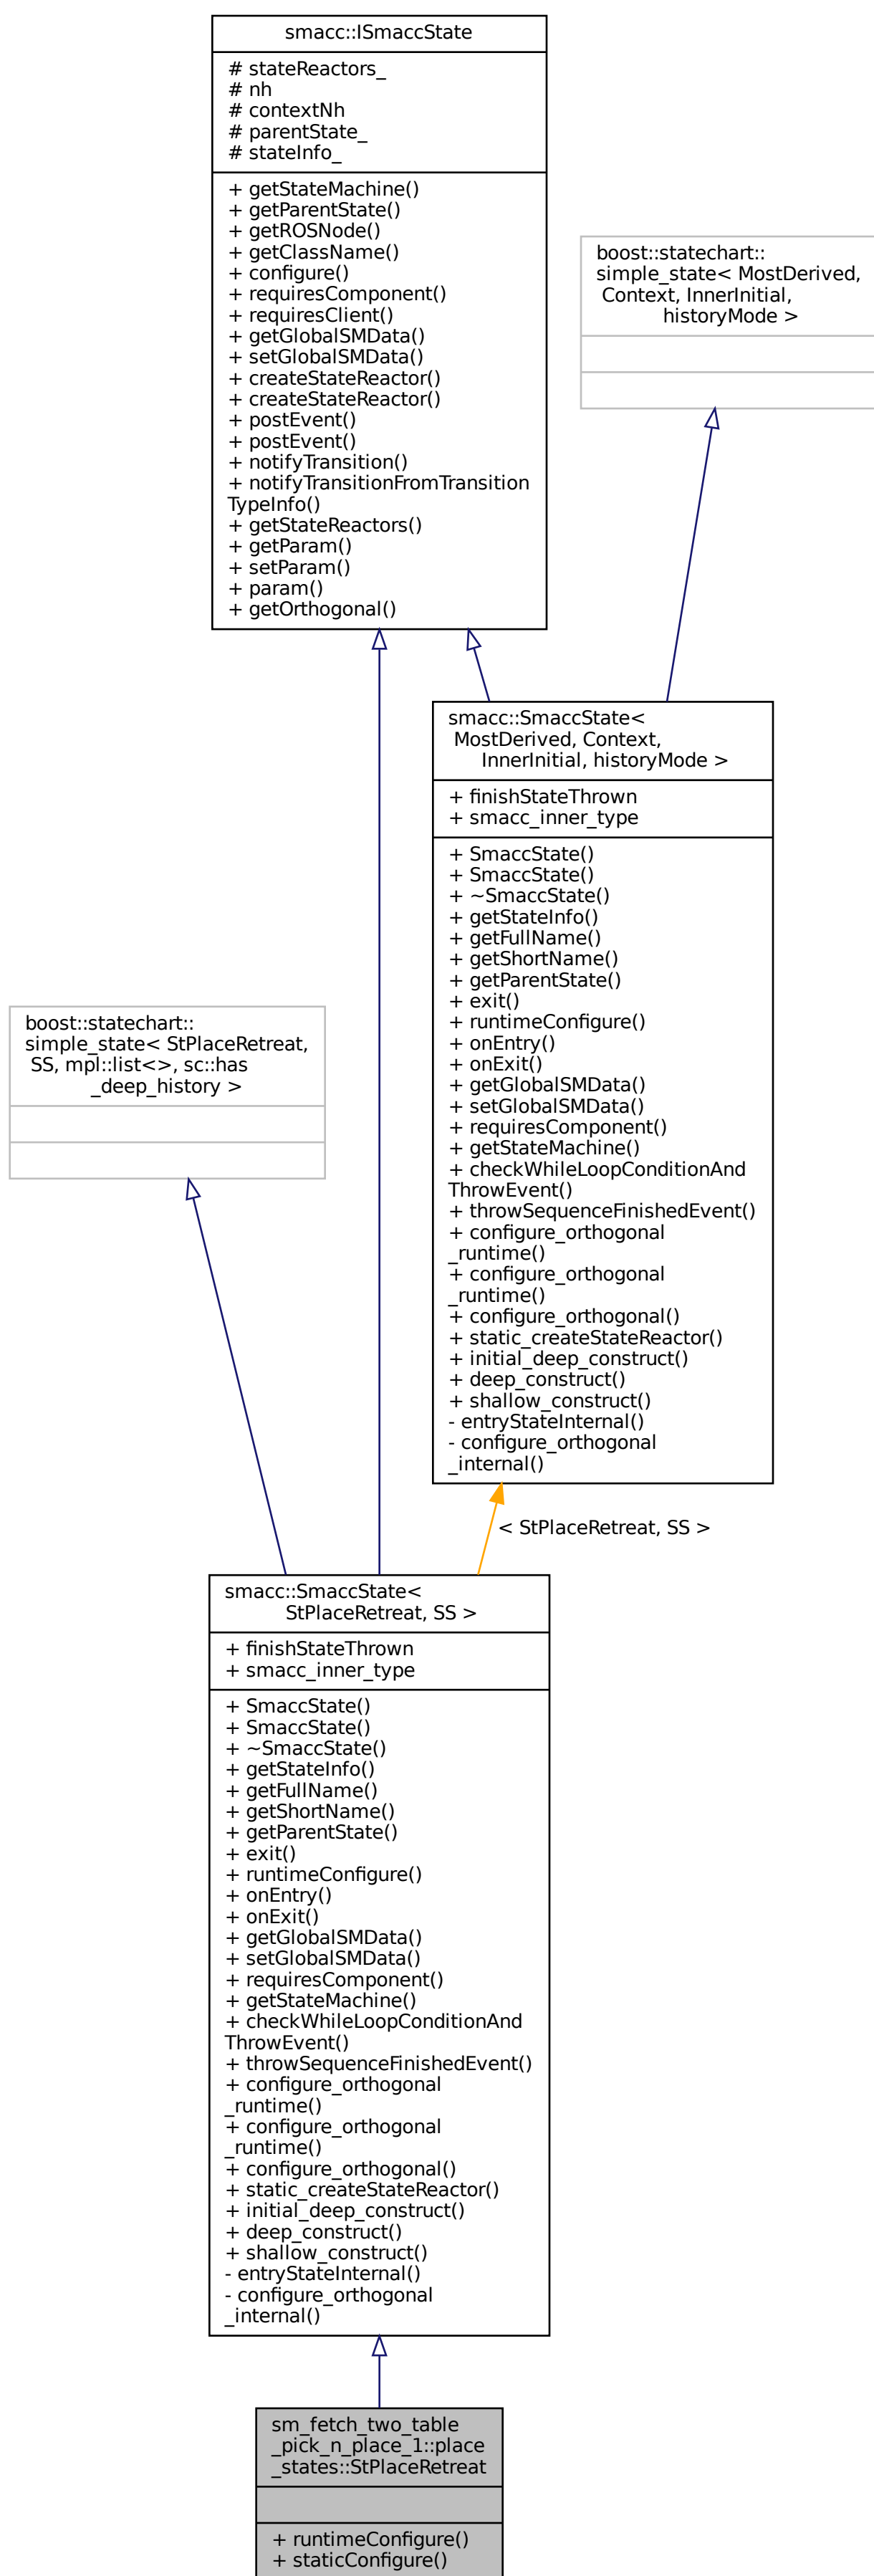 smacc::ISmaccState
# stateReactors_
# nh
# contextNh
# parentState_
# stateInfo_
+ getStateMachine()
+ getParentState()
+ getROSNode()
+ getClassName()
+ configure()
+ requiresComponent()
+ requiresClient()
+ getGlobalSMData()
+ setGlobalSMData()
+ createStateReactor()
+ createStateReactor()
+ postEvent()
+ postEvent()
+ notifyTransition()
+ notifyTransitionFromTransition
TypeInfo()
+ getStateReactors()
+ getParam()
+ setParam()
+ param()
+ getOrthogonal()
boost::statechart::
simple_state< MostDerived,
Context, InnerInitial,
historyMode >
smacc::SmaccState<
MostDerived, Context,
InnerInitial, historyMode >
+ finishStateThrown
+ smacc_inner_type
+ SmaccState()
+ SmaccState()
+ ~SmaccState()
+ getStateInfo()
+ getFullName()
+ getShortName()
+ getParentState()
+ exit()
+ runtimeConfigure()
+ onEntry()
+ onExit()
+ getGlobalSMData()
+ setGlobalSMData()
+ requiresComponent()
+ getStateMachine()
+ checkWhileLoopConditionAnd
ThrowEvent()
+ throwSequenceFinishedEvent()
+ configure_orthogonal
_runtime()
+ configure_orthogonal
_runtime()
+ configure_orthogonal()
+ static_createStateReactor()
+ initial_deep_construct()
+ deep_construct()
+ shallow_construct()
- entryStateInternal()
- configure_orthogonal
_internal()
boost::statechart::
simple_state< StPlaceRetreat,
SS, mpl::list<>, sc::has
_deep_history >
< StPlaceRetreat, SS >
smacc::SmaccState<
StPlaceRetreat, SS >
+ finishStateThrown
+ smacc_inner_type
+ SmaccState()
+ SmaccState()
+ ~SmaccState()
+ getStateInfo()
+ getFullName()
+ getShortName()
+ getParentState()
+ exit()
+ runtimeConfigure()
+ onEntry()
+ onExit()
+ getGlobalSMData()
+ setGlobalSMData()
+ requiresComponent()
+ getStateMachine()
+ checkWhileLoopConditionAnd
ThrowEvent()
+ throwSequenceFinishedEvent()
+ configure_orthogonal
_runtime()
+ configure_orthogonal
_runtime()
+ configure_orthogonal()
+ static_createStateReactor()
+ initial_deep_construct()
+ deep_construct()
+ shallow_construct()
- entryStateInternal()
- configure_orthogonal
_internal()
sm_fetch_two_table
_pick_n_place_1::place
_states::StPlaceRetreat
+ runtimeConfigure()
+ staticConfigure()